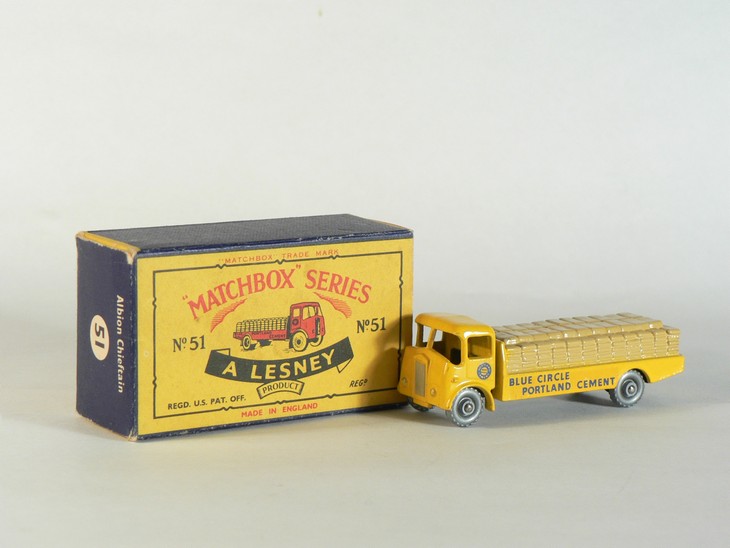 Albion Chieftain
51
"MATCHBOX TRADE MARK
"MATCHBOX" SERIES
Nº51 Nº51
A LESNEY
PRODUCT
REGD. U.S. PAT. OFF. REGD
MADE IN ENGLAND
BLUE CIRCLE
PORTLAND CEMENT